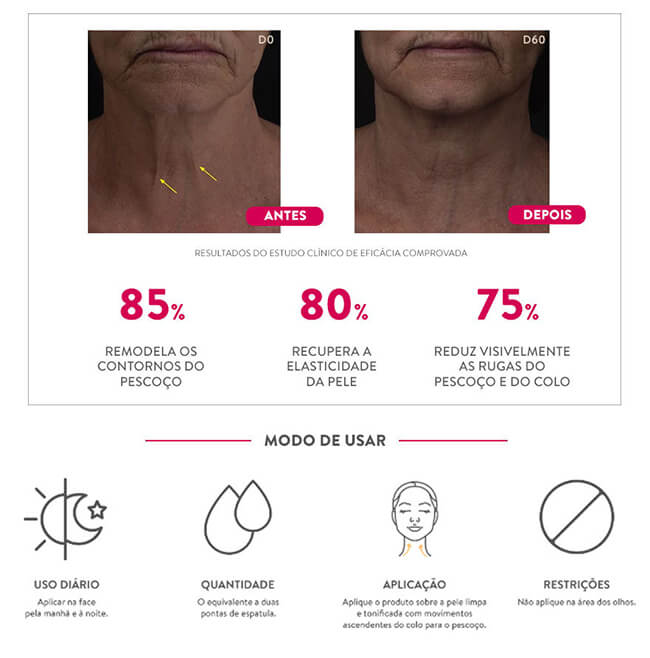 D0
D60
ANTES
DEPOIS
RESULTADOS DO ESTUDO CLÍNICO DE EFICÁCIA COMPROVADA
85%
REMODELA OS
CONTORNOS DO
PESCOÇO
80%
RECUPERA A
ELASTICIDADE
DA PELE
75%
REDUZ VISIVELMENTE
AS RUGAS DO
PESCOÇO E DO COLO
MODO DE USAR
USO DIÁRIO
Aplicar na face
pela manhã e à noite.
QUANTIDADE
O equivalente a duas
pontas de espatula.
APLICAÇÃO
Aplique o produto sobre a pele limpa
e tonificada com movimentos
ascendentes do colo para o pescoço.
RESTRIÇÕES
Não aplique na área dos olhos.